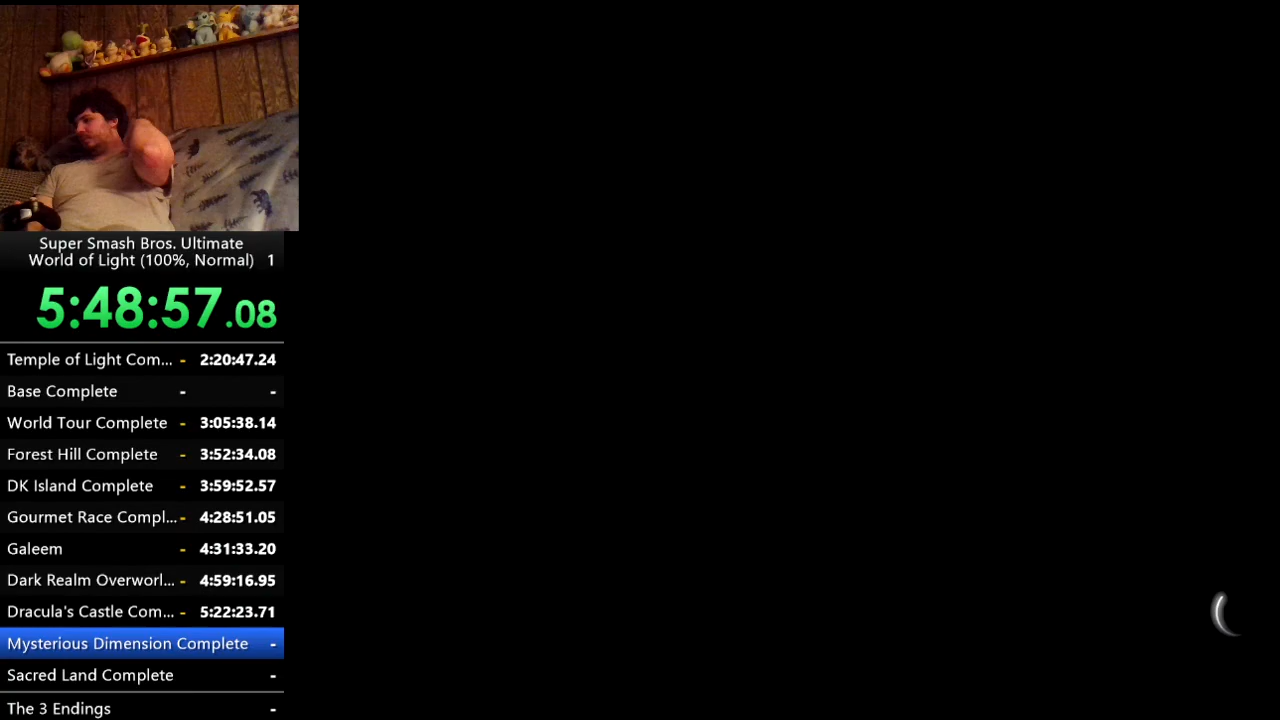 Super Smash Bros. Ultimate
World of Light (100%, Normal) 1
5:48:57.08
Temple of Light Com... - 2:20:47.24
Base Complete - -
World Tour Complete - 3:05:38.14
Forest Hill Complete - 3:52:34.08
DK Island Complete - 3:59:52.57
Gourmet Race Compl... - 4:28:51.05
Galeem - 4:31:33.20
Dark Realm Overworl... - 4:59:16.95
Dracula's Castle Com... - 5:22:23.71
Mysterious Dimension Complete -
Sacred Land Complete -
The 3 Endings -